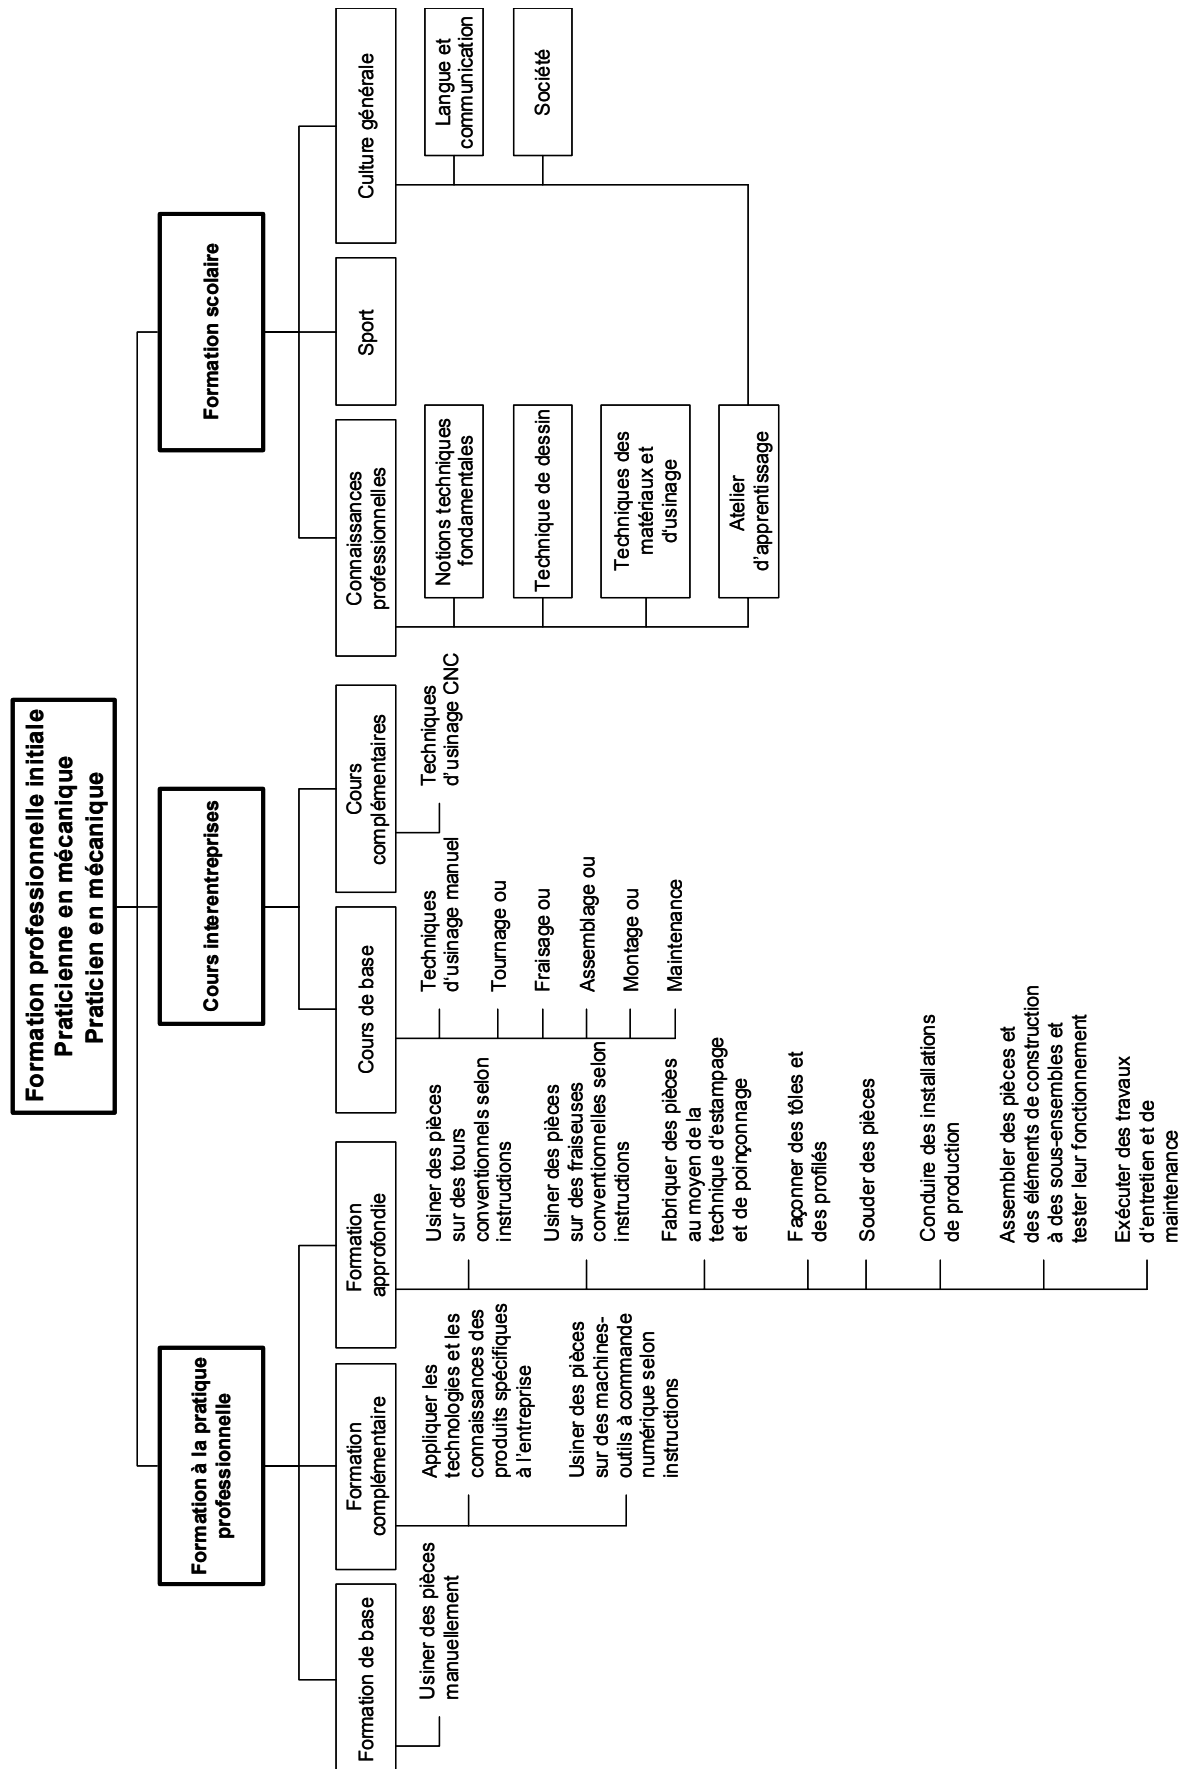 Formation professionnelle initiale
Praticienne en mécanique
Praticien en mécanique
Formation à la pratique
professionnelle
Formation de base
Usiner des pièces
manuellement
Formation
complémentaire
Appliquer les
technologies et les
connaissances des
produits spécifiques
à l'entreprise
Usiner des pièces
sur des machines-
outils à commande
numérique selon
instructions
Formation
approfondie
Usiner des pièces
sur des tours
conventionnels selon
instructions
Usiner des pièces
sur des fraiseuses
conventionnelles selon
instructions
Fabriquer des pièces
au moyen de la
technique d'estampage
et de poinçonnage
Façonner des tôles et
des profilés
Souder des pièces
Conduire des installations
de production
Assembler des pièces et
des éléments de construction
à des sous-ensembles et
tester leur fonctionnement
Exécuter des travaux
d'entretien et de
maintenance
Cours interentreprises
Cours de base
Techniques
d'usinage manuel
Tournage ou
Fraisage ou
Assemblage ou
Montage ou
Maintenance
Cours
complémentaires
Techniques
d'usinage CNC
Formation scolaire
Connaissances
professionnelles
Notions techniques
fondamentales
Technique de dessin
Techniques des
matériaux et
d'usinage
Atelier
d'apprentissage
Sport
Culture générale
Langue et
communication
Société